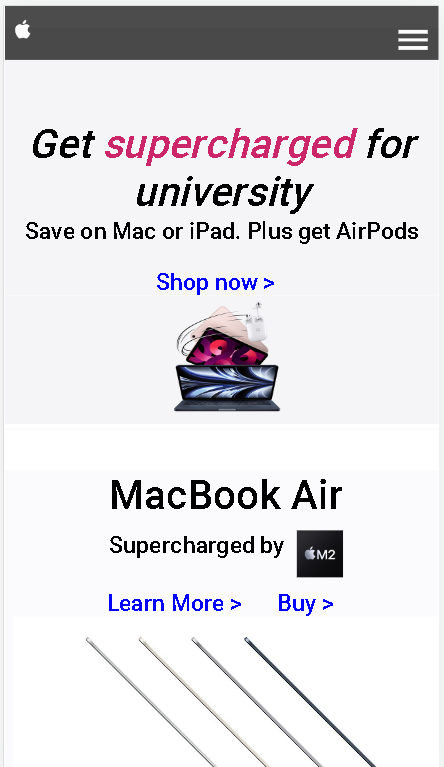 Get supercharged for
university
Save on Mac or iPad. Plus get AirPods
Shop now >
MacBook Air
Supercharged by
M2
Learn More > Buy >